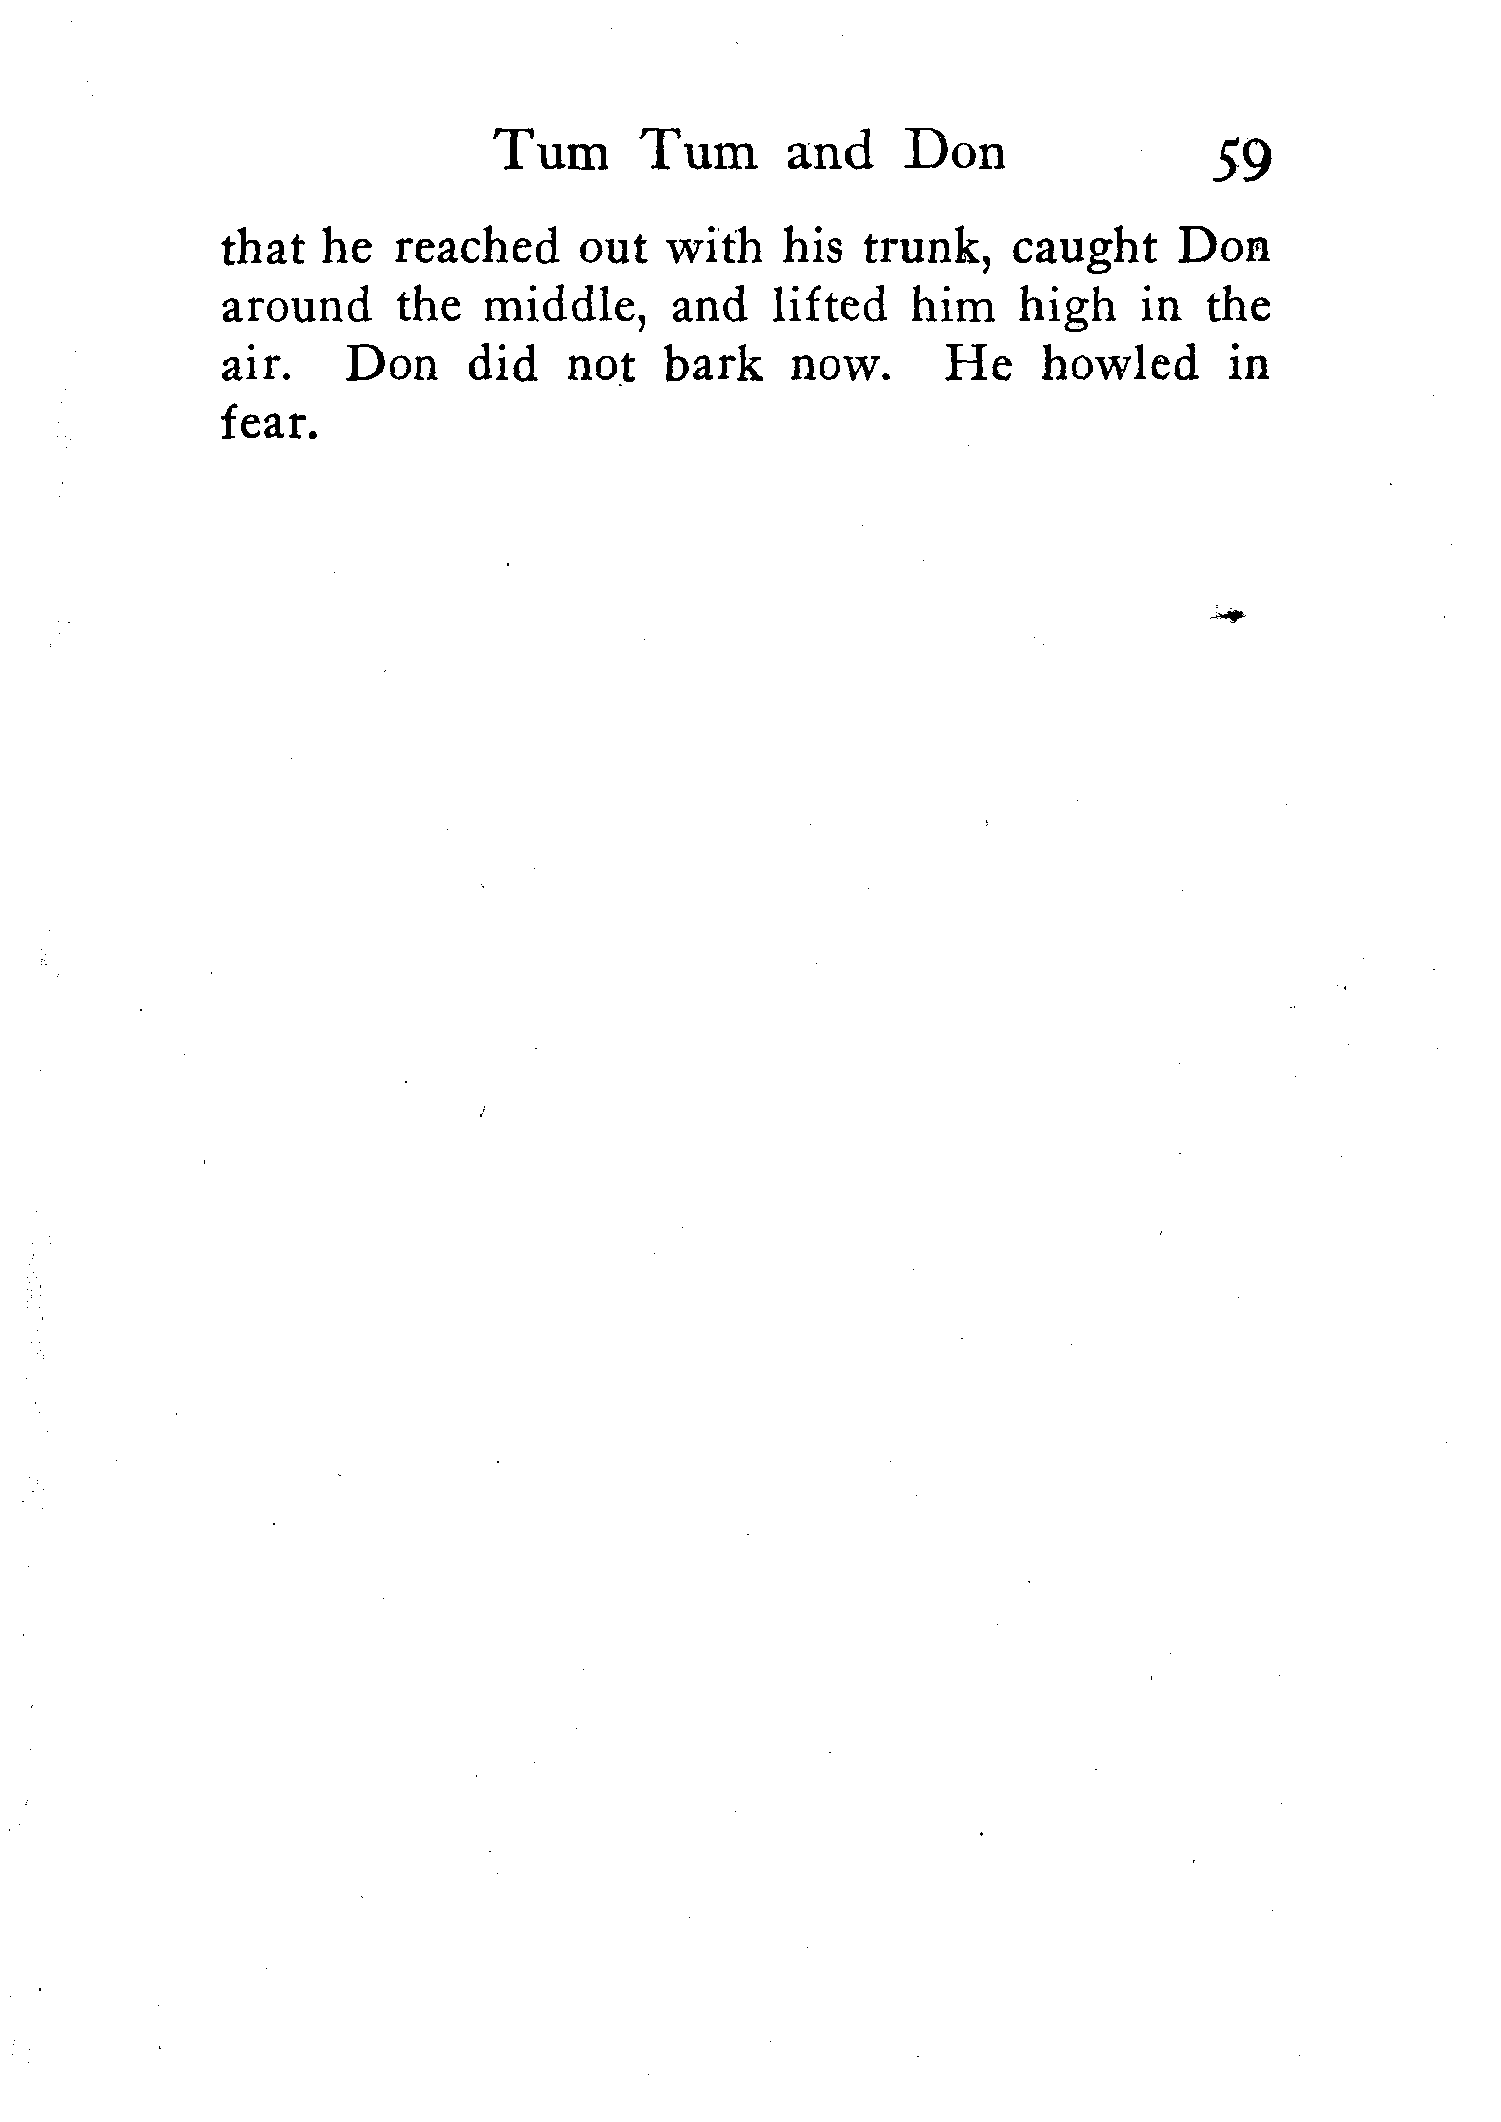 Tum Tum and Don 59
that he reached out with his trunk, caught Don
around the middle, and lifted him high in the
air. Don did not bark now. He howled in
fear.